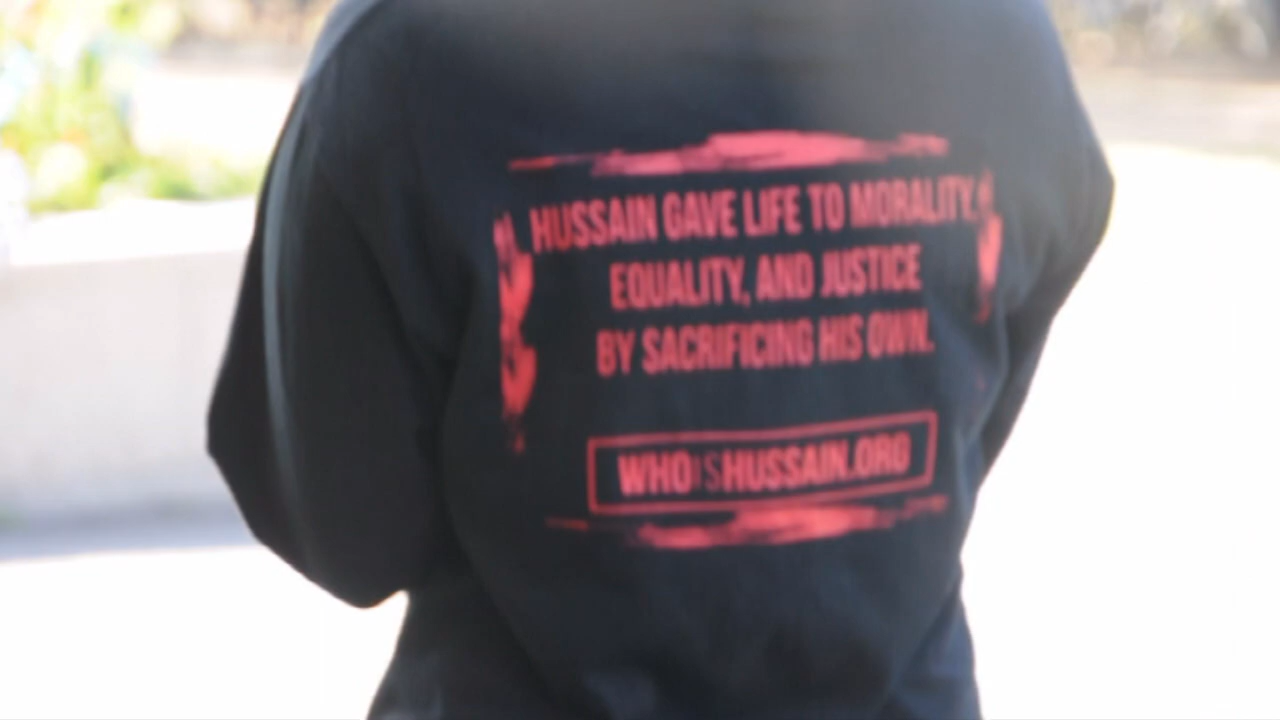 HUSSAIN GAVE LIFE TO MORALITY,
EQUALITY, AND JUSTICE
BY SACRIFICING HIS OWN.
WHOISHUSSAIN.ORG